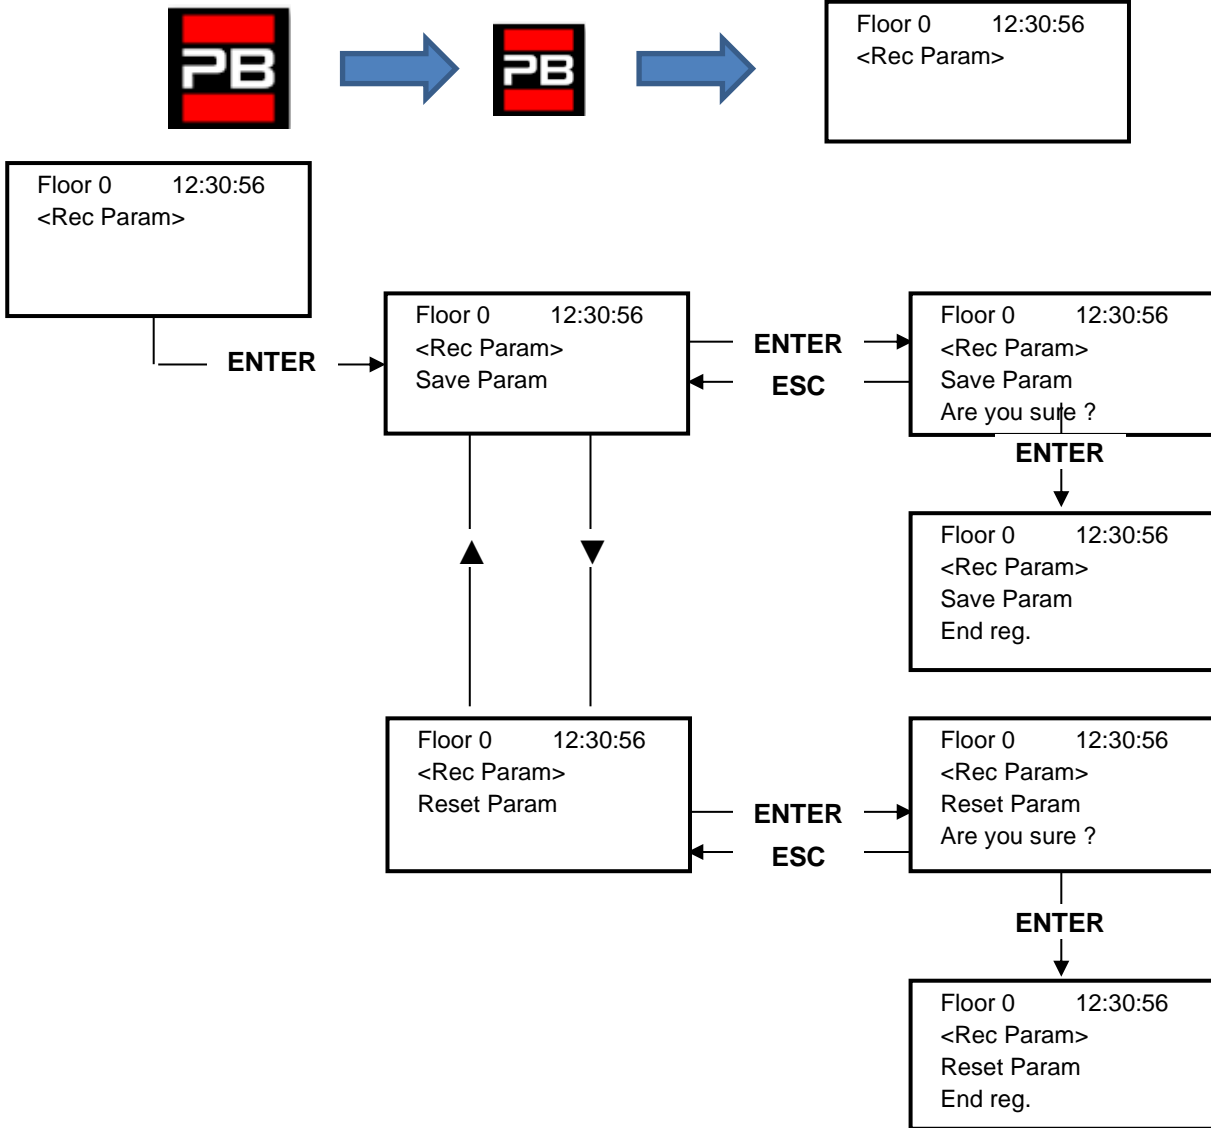 PB
PB
Floor 0 12:30:56
<Rec Param>
Floor 0 12:30:56
<Rec Param>
ENTER
Floor 0 12:30:56
<Rec Param>
Save Param
ENTER
ESC
Floor 0 12:30:56
<Rec Param>
Save Param
Are you sure ?
ENTER
Floor 0 12:30:56
<Rec Param>
Save Param
End reg.
▲ ▼
Floor 0 12:30:56
<Rec Param>
Reset Param
ENTER
ESC
Floor 0 12:30:56
<Rec Param>
Reset Param
Are you sure ?
ENTER
Floor 0 12:30:56
<Rec Param>
Reset Param
End reg.